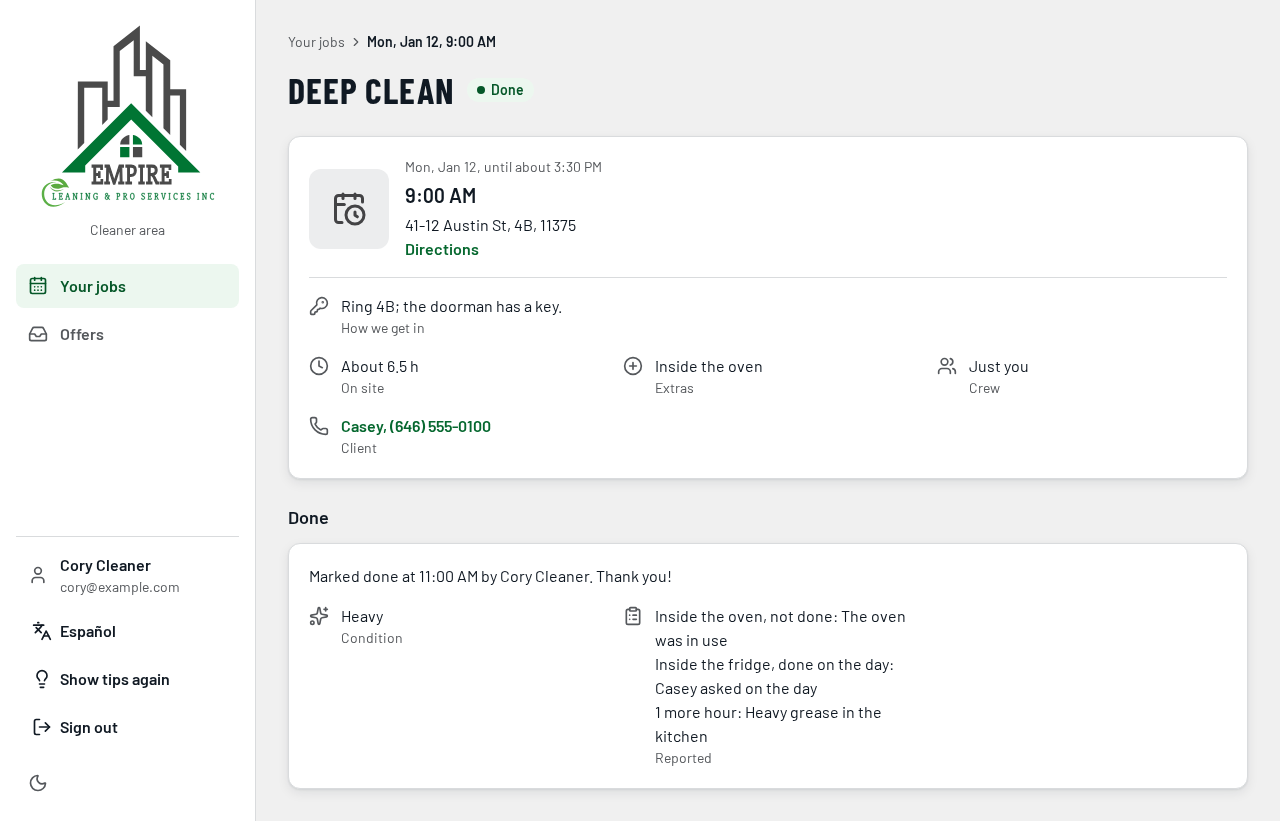 EMPIRE
LEANING & PRO SERVICES INC
Cleaner area
Your jobs
Offers
Cory Cleaner
cory@example.com
Español
Show tips again
Sign out
Your jobs > Mon, Jan 12, 9:00 AM
DEEP CLEAN
Done
Mon, Jan 12, until about 3:30 PM
9:00 AM
41-12 Austin St, 4B, 11375
Directions
Ring 4B; the doorman has a key.
How we get in
About 6.5 h
On site
Inside the oven
Extras
Just you
Crew
Casey, (646) 555-0100
Client
Done
Marked done at 11:00 AM by Cory Cleaner. Thank you!
Heavy
Condition
Inside the oven, not done: The oven
was in use
Inside the fridge, done on the day:
Casey asked on the day
1 more hour: Heavy grease in the
kitchen
Reported